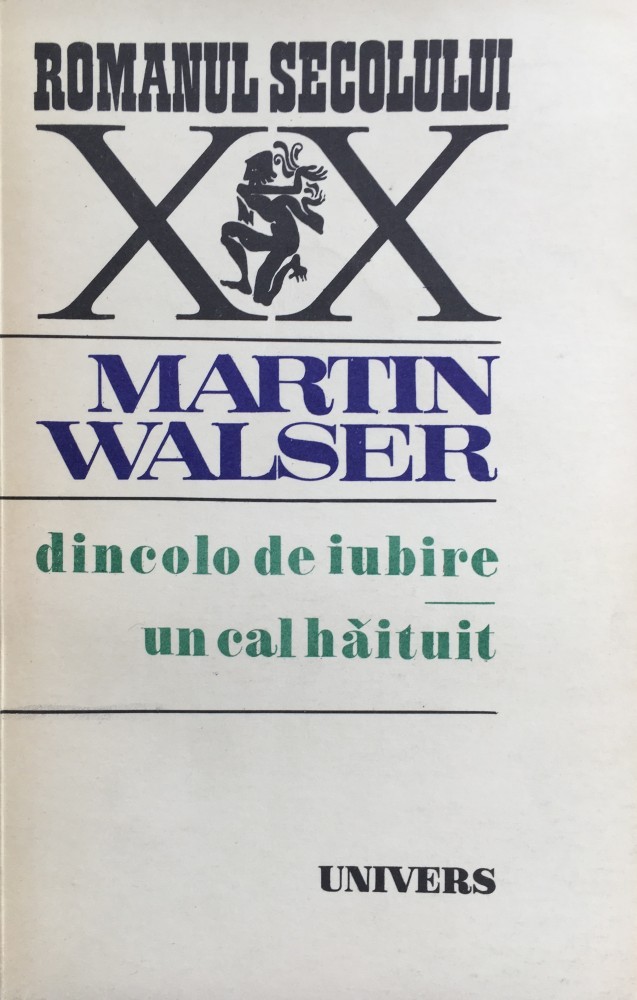 ROMANUL SECOLULUI
XX
MARTIN
WALSER
dincolo de iubire
un cal hăituit
UNIVERS